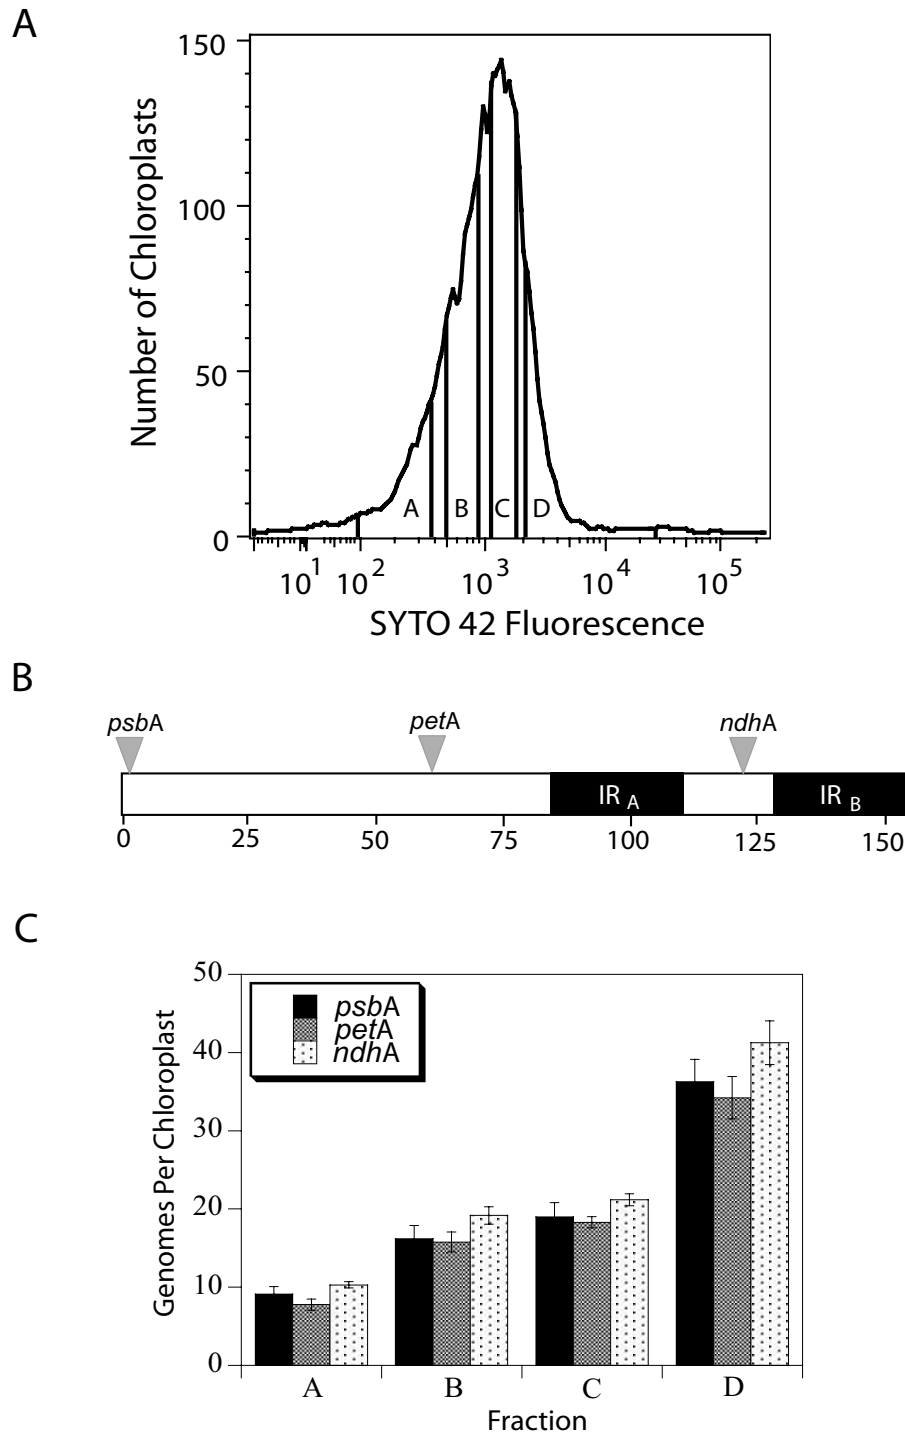 A
150
100
50
0
Number of Chloroplasts
A B C D
10^1 10^2 10^3 10^4 10^5
SYTO 42 Fluorescence
B
psbA petA ndhA
IR A IR B
0 25 50 75 100 125 150
C
50
40
30
20
10
0
Genomes Per Chloroplast
psbA
petA
ndhA
A B C D
Fraction